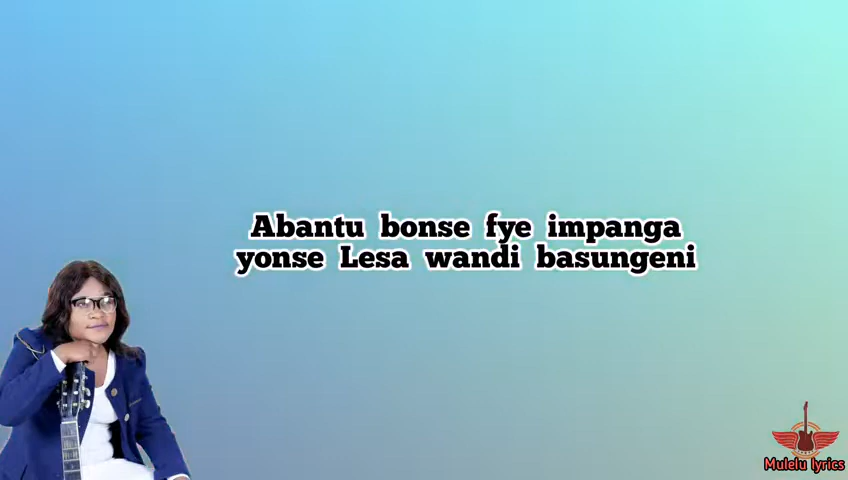 Abantu bonse fye impanga
yonse Lesa wandi basungeni
Mulelu lyrics